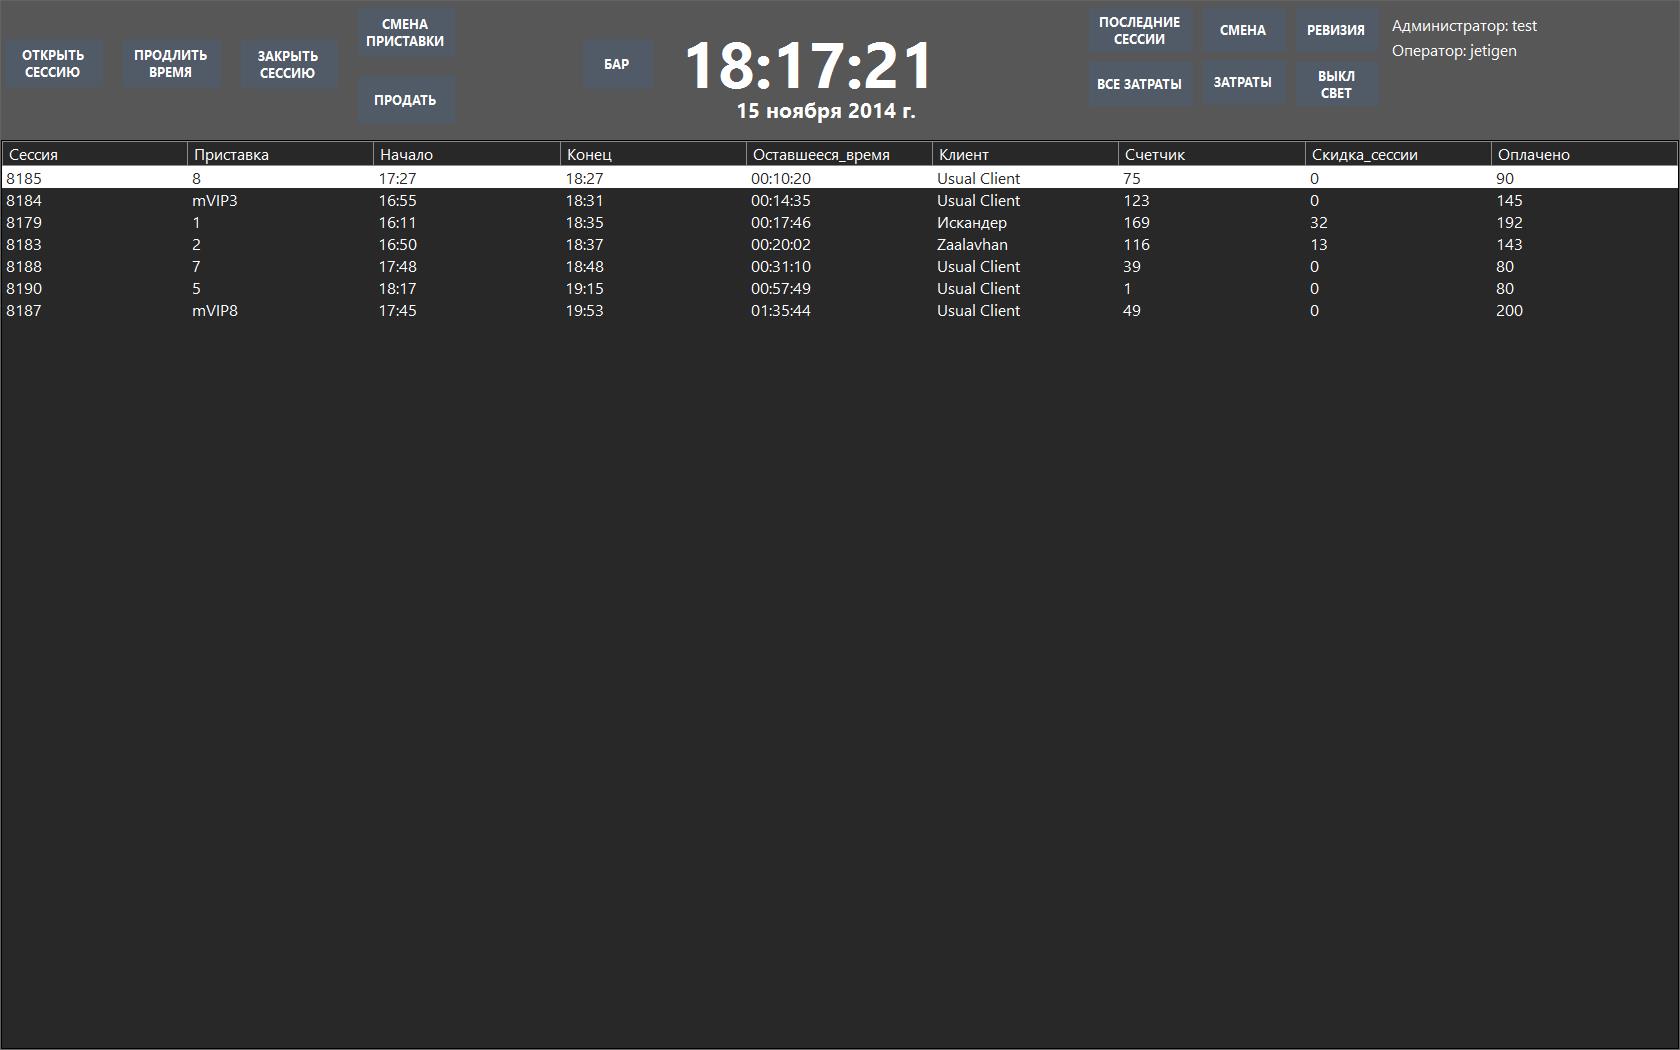 ОТКРЫТЬ
СЕССИЮ
ПРОДЛИТЬ
ВРЕМЯ
ЗАКРЫТЬ
СЕССИЮ
СМЕНА
ПРИСТАВКИ
ПРОДАТЬ
БАР
18:17:21
15 ноября 2014 г.
ПОСЛЕДНИЕ
СЕССИИ
СМЕНА
РЕВИЗИЯ
ВСЕ ЗАТРАТЫ
ЗАТРАТЫ
ВЫКЛ
СВЕТ
Администратор: test
Оператор: jetigen
Сессия Приставка Начало Конец Оставшееся_время Клиент Счетчик Скидка_сессии Оплачено
8185 8 17:27 18:27 00:10:20 Usual Client 75 0 90
8184 mVIP3 16:55 18:31 00:14:35 Usual Client 123 0 145
8179 1 16:11 18:35 00:17:46 Искандер 169 32 192
8183 2 16:50 18:37 00:20:02 Zaalavhan 116 13 143
8188 7 17:48 18:48 00:31:10 Usual Client 39 0 80
8190 5 18:17 19:15 00:57:49 Usual Client 1 0 80
8187 mVIP8 17:45 19:53 01:35:44 Usual Client 49 0 200